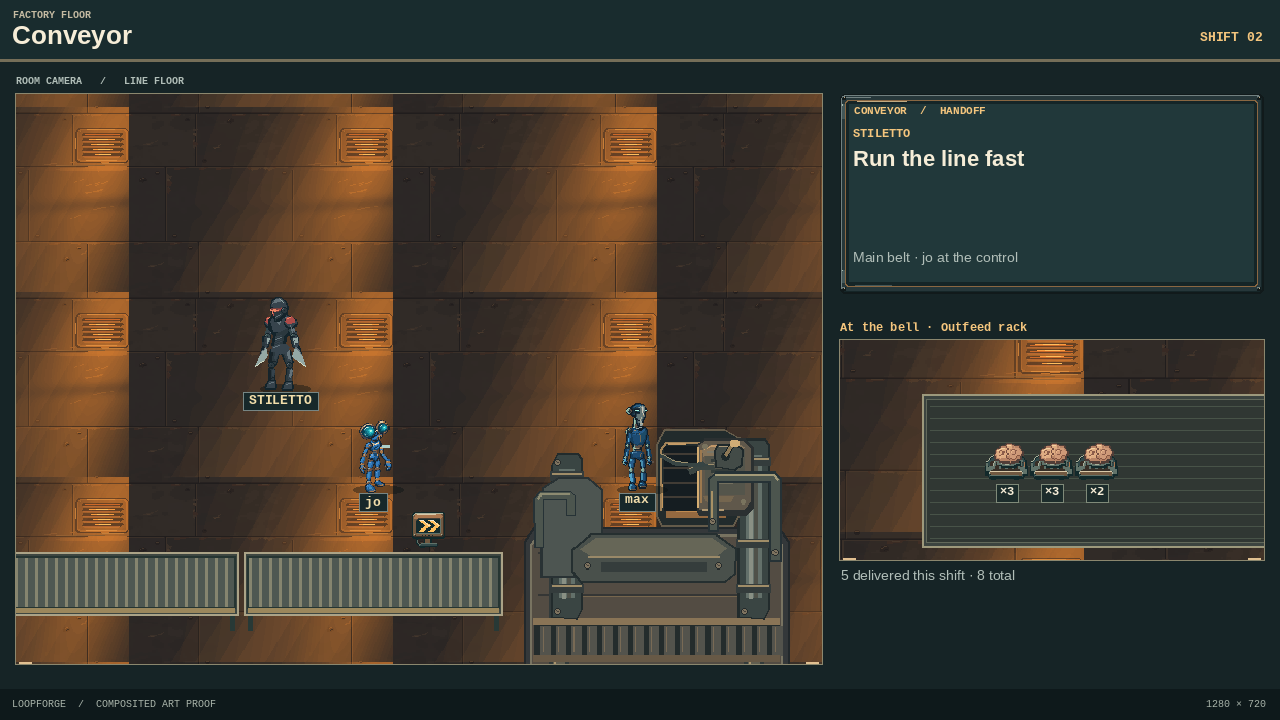 FACTORY FLOOR
Conveyor
SHIFT 02
ROOM CAMERA / LINE FLOOR
STILETTO
jo
max
CONVEYOR / HANDOFF
STILETTO
Run the line fast
Main belt · jo at the control
At the bell · Outfeed rack
×3 ×3 ×2
5 delivered this shift · 8 total
LOOPFORGE / COMPOSITED ART PROOF
1280 × 720